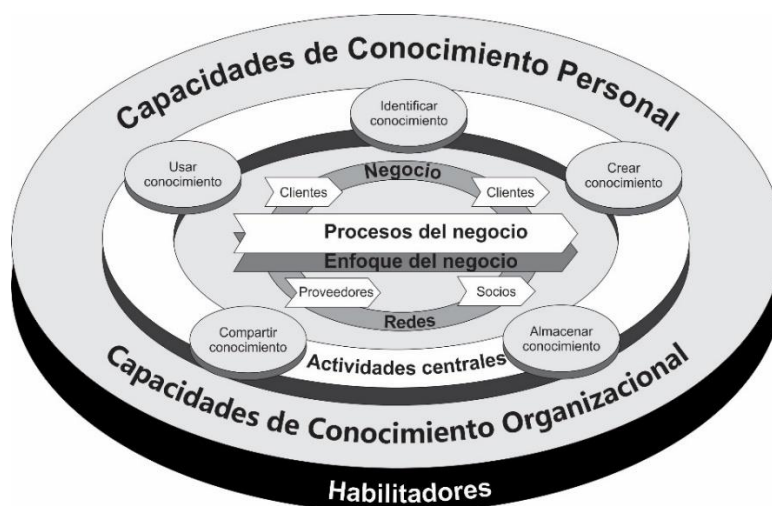 Capacidades de Conocimiento Personal
Identificar
conocimiento
Usar
conocimiento
Crear
conocimiento
Negocio
Clientes
Clientes
Procesos del negocio
Enfoque del negocio
Proveedores
Socios
Redes
Compartir
conocimiento
Almacenar
conocimiento
Actividades centrales
Capacidades de Conocimiento Organizacional
Habilitadores